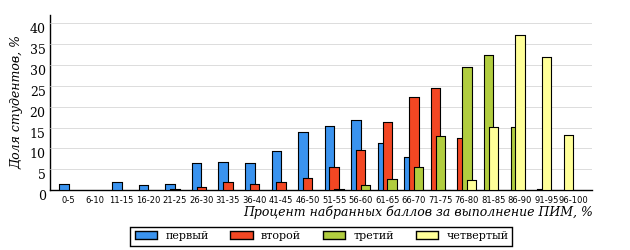 Доля студентов, %
40
35
30
25
20
15
10
5
0
0-5 6-10 11-15 16-20 21-25 26-30 31-35 36-40 41-45 46-50 51-55 56-60 61-65 66-70 71-75 76-80 81-85 86-90 91-95 96-100
Процент набранных баллов за выполнение ПИМ, %
первый второй третий четвертый